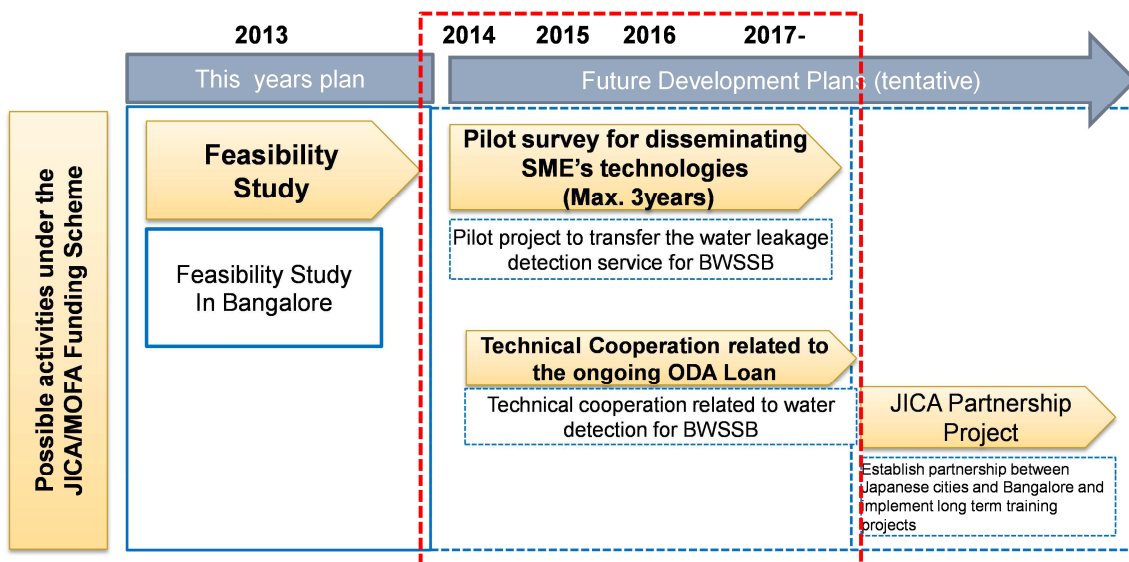 2013
2014 2015 2016 2017-
This years plan
Future Development Plans (tentative)
Possible activities under the
JICA/MOFA Funding Scheme
Feasibility
Study
Feasibility Study
In Bangalore
Pilot survey for disseminating
SME's technologies
(Max. 3years)
Pilot project to transfer the water leakage
detection service for BWSSB
Technical Cooperation related to
the ongoing ODA Loan
Technical cooperation related to water
detection for BWSSB
JICA Partnership
Project
Establish partnership between
Japanese cities and Bangalore and
implement long term training
projects